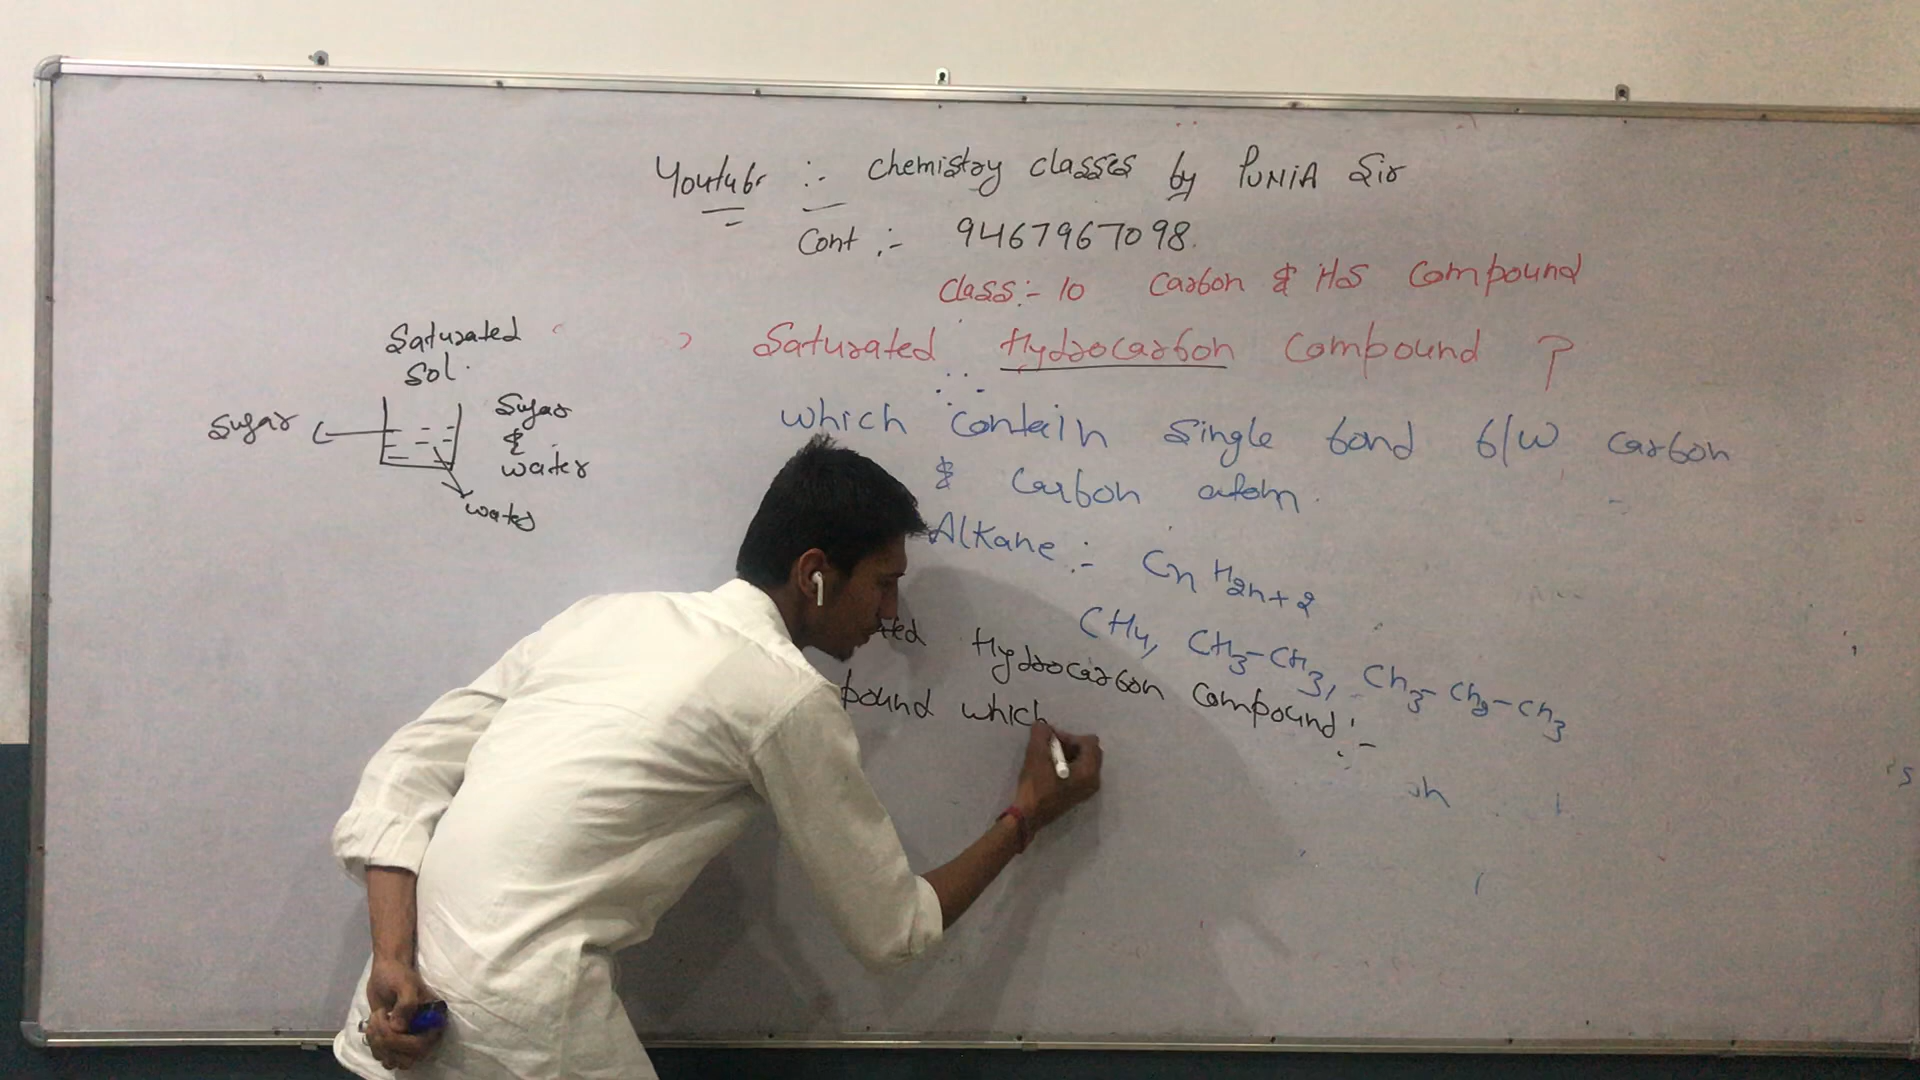 Youtube :- Chemistry classes by PUNIA Sir
Cont :- 9467967098.
Class:- 10 Carbon & Its Compound
Saturated Hydrocarbon Compound ?
which contain single bond b/w carbon
& Carbon atom.
Alkane :- CnH2n+2
CH4, CH3-CH3, CH3-CH2-CH3
ted Hydrocarbon Compound :-
pound which
Saturated
Sol.
Sugar
Sugar
&
water
water